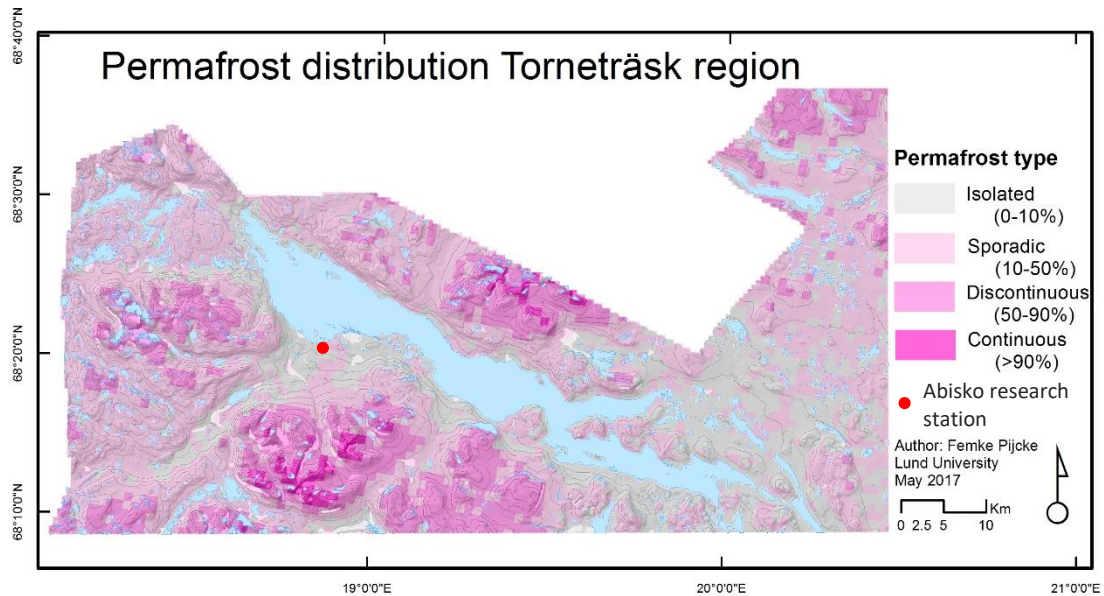 Permafrost distribution Torneträsk region
68°40'0"N
68°30'0"N
68°20'0"N
68°10'0"N
Permafrost type
Isolated
(0-10%)
Sporadic
(10-50%)
Discontinuous
(50-90%)
Continuous
(>90%)
Abisko research
station
Author: Femke Pijcke
Lund University
May 2017
Km
0 2.5 5 10
19°0'0"E
20°0'0"E
21°0'0"E